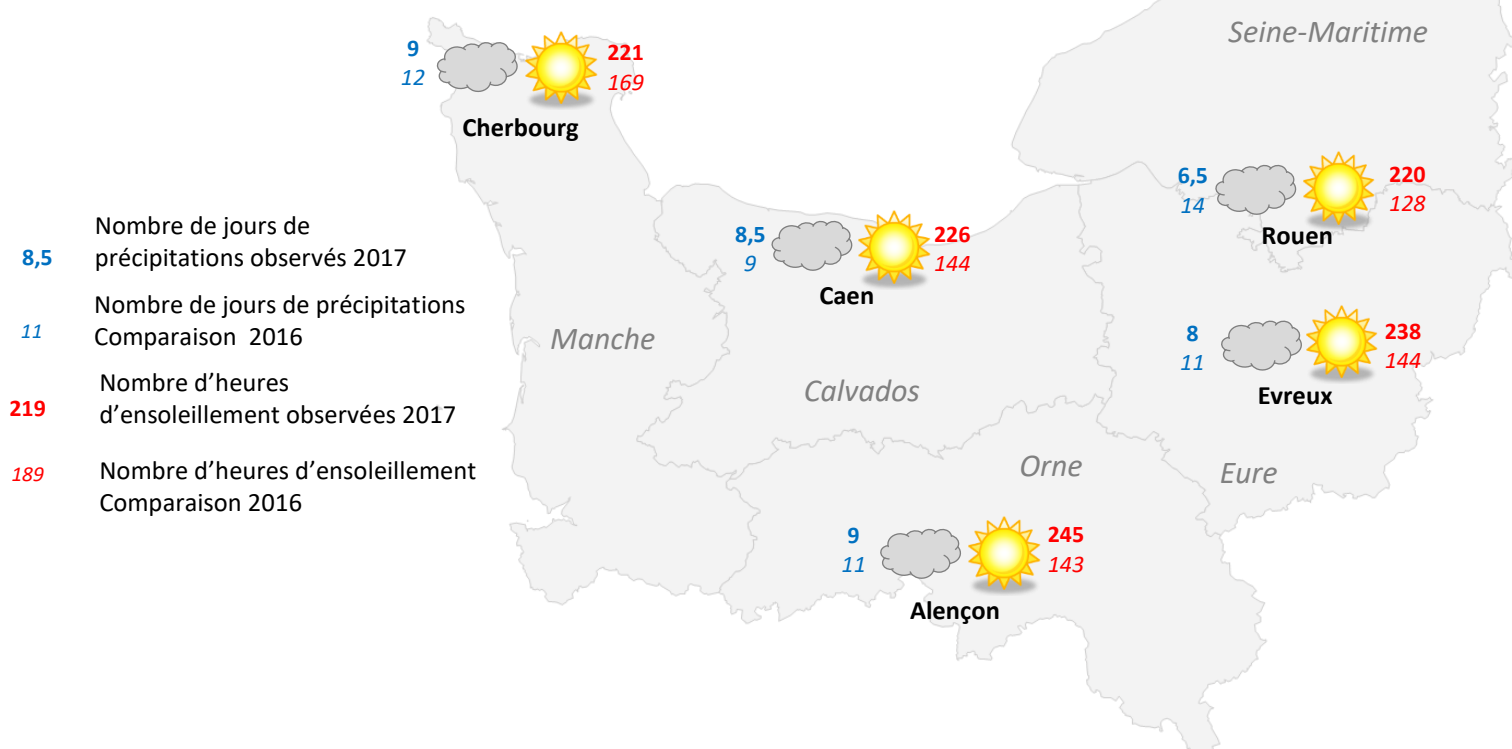 Seine-Maritime
9
12
221
169
Cherbourg
6,5
14
220
128
Rouen
8,5
Nombre de jours de
précipitations observés 2017
11
Nombre de jours de précipitations
Comparaison  2016
219
Nombre d’heures
d’ensoleillement observées 2017
189
Nombre d’heures d’ensoleillement
Comparaison 2016
8,5
9
226
144
Caen
Manche
Calvados
8
11
238
144
Evreux
Orne
Eure
9
11
245
143
Alençon